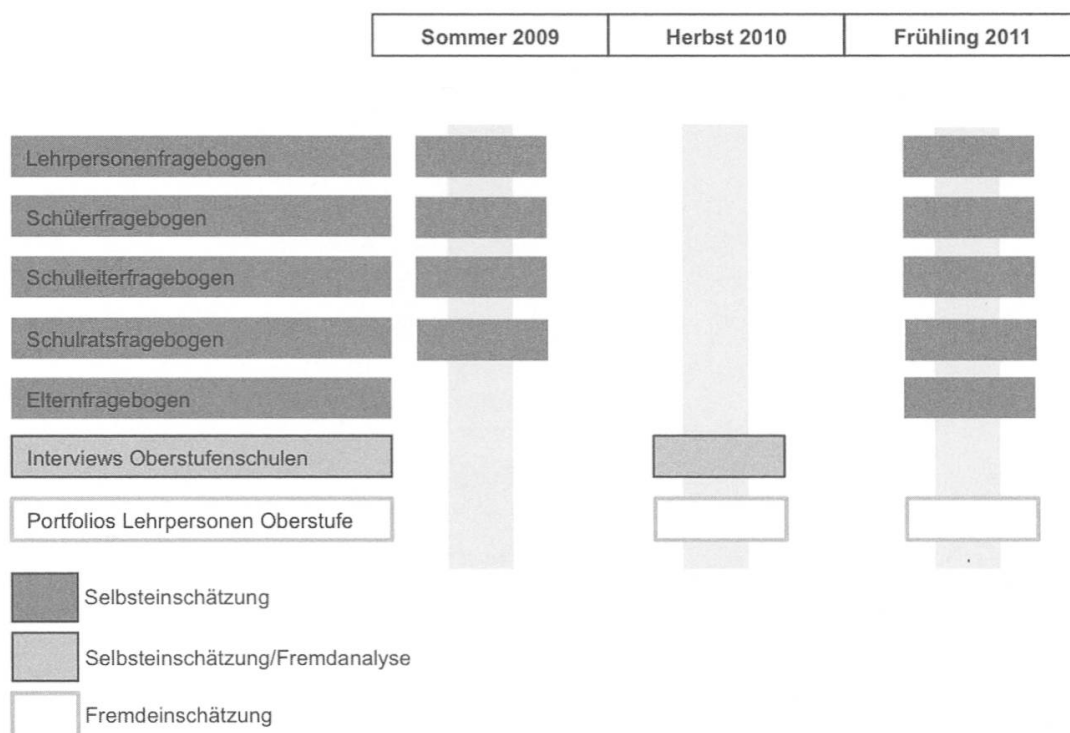 Sommer 2009 Herbst 2010 Frühling 2011
Lehrpersonenfragebogen
Schülerfragebogen
Schulleiterfragebogen
Schulratsfragebogen
Elternfragebogen
Interviews Oberstufenschulen
Portfolios Lehrpersonen Oberstufe
Selbsteinschätzung
Selbsteinschätzung/Fremdanalyse
Fremdeinschätzung